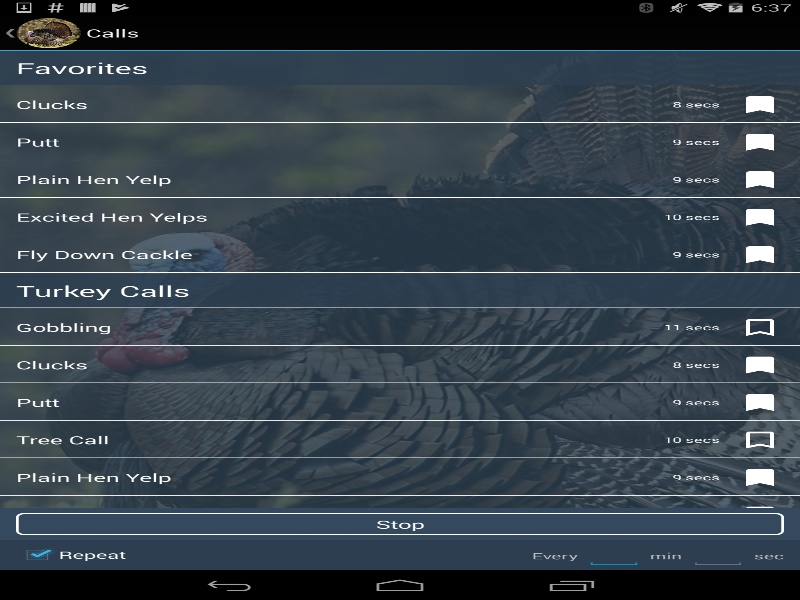 6:37
Calls
Favorites
Clucks 8 secs
Putt 9 secs
Plain Hen Yelp 9 secs
Excited Hen Yelps 10 secs
Fly Down Cackle 9 secs
Turkey Calls
Gobbling 11 secs
Clucks 8 secs
Putt 9 secs
Tree Call 10 secs
Plain Hen Yelp 9 secs
Stop
Repeat Every min sec